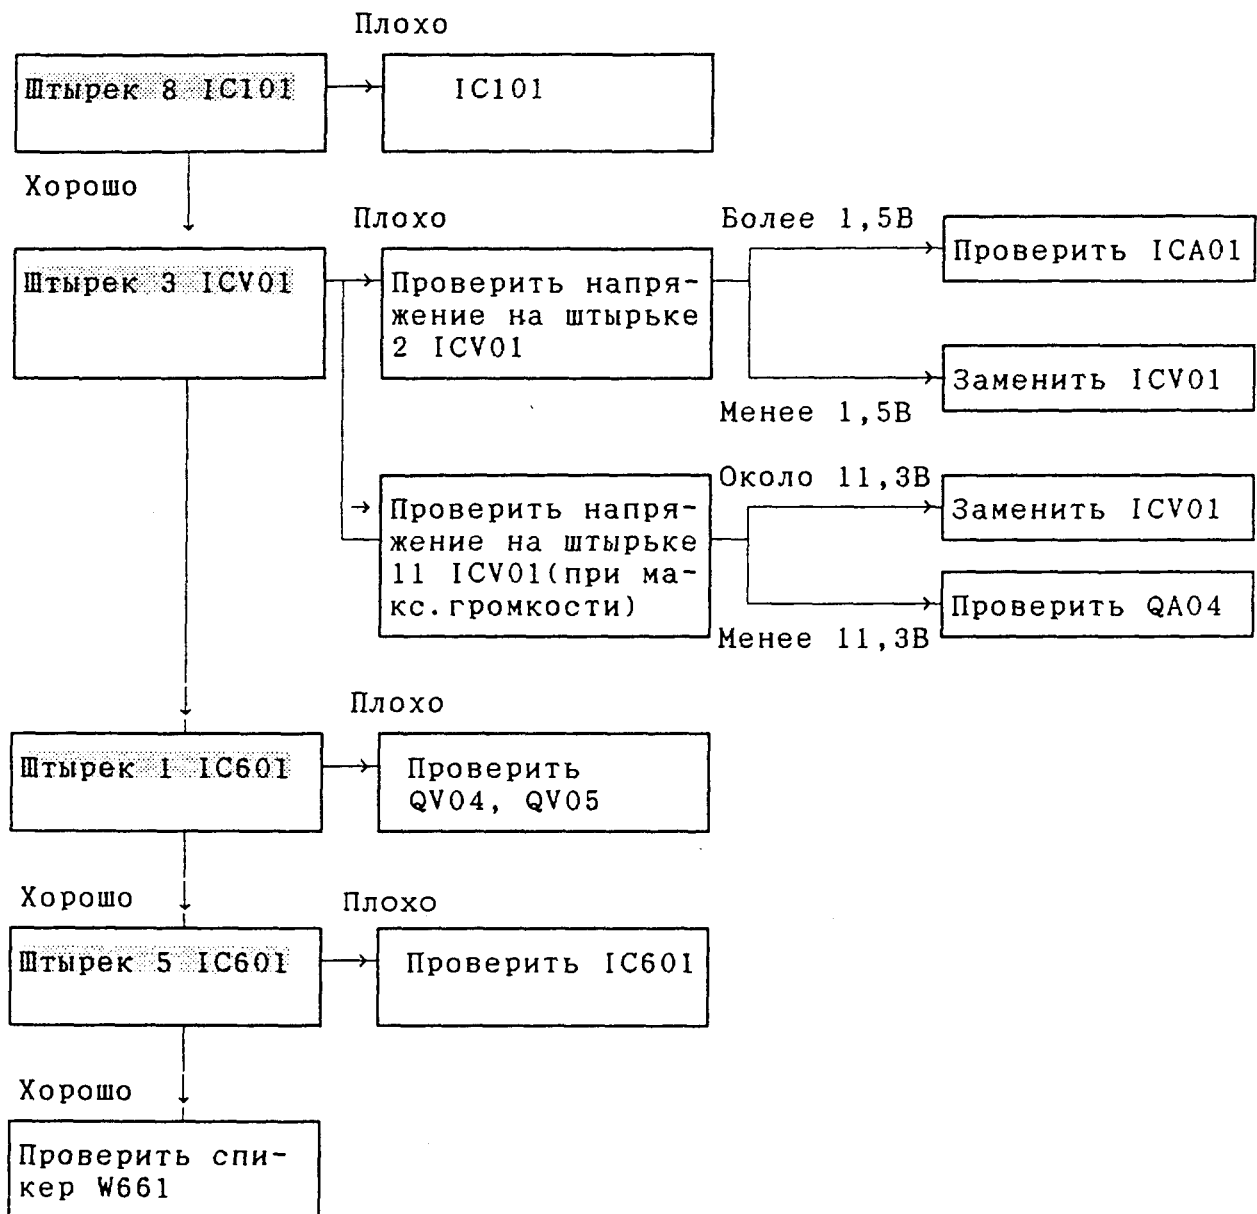 Плохо
Штырек 8 IC101
IC101
Хорошо
Плохо
Более 1,5В
Штырек 3 ICV01
Проверить напря-
жение на штырьке
2 ICV01
Проверить ICA01
Менее 1,5В
Заменить ICV01
Около 11,3В
Проверить напря-
жение на штырьке
11 ICV01(при ма-
кс.громкости)
Заменить ICV01
Менее 11,3В
Проверить QA04
Плохо
Штырек 1 IC601
Проверить
QV04, QV05
Хорошо
Плохо
Штырек 5 IC601
Проверить IC601
Хорошо
Проверить спи-
кер W661